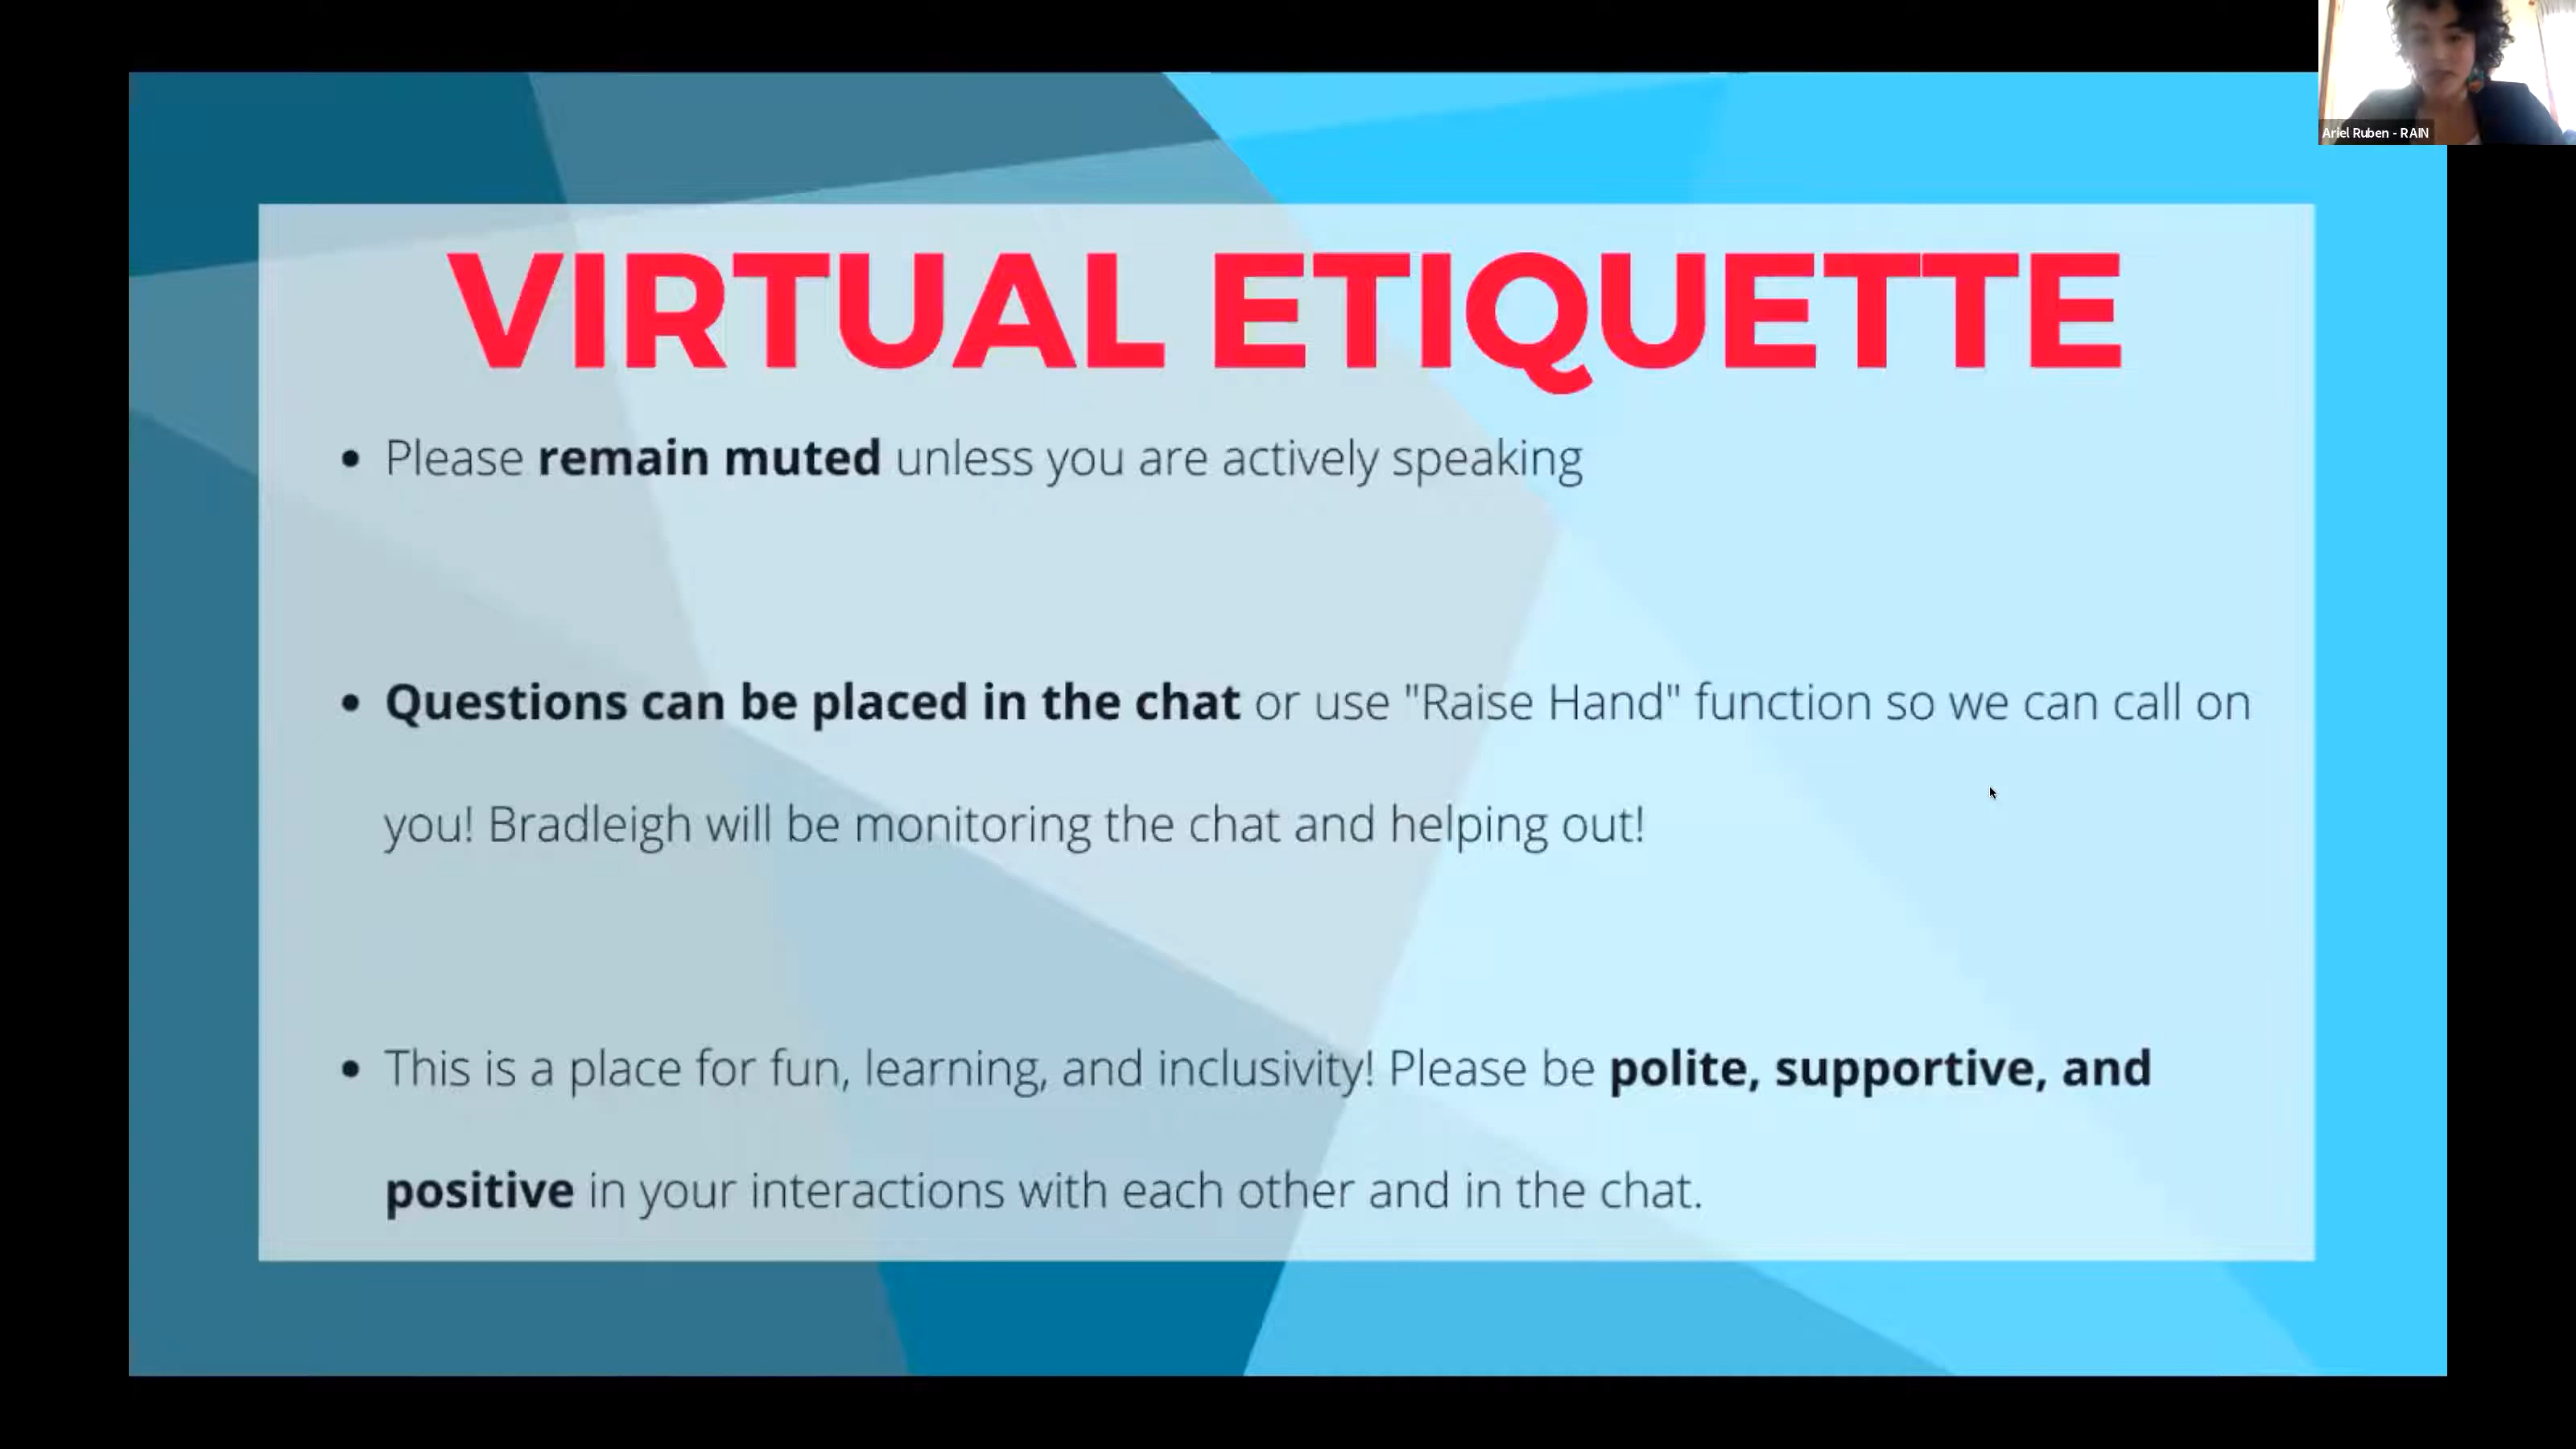 Ariel Ruben - RAIN
VIRTUAL ETIQUETTE
• Please remain muted unless you are actively speaking
• Questions can be placed in the chat or use "Raise Hand" function so we can call on
you! Bradleigh will be monitoring the chat and helping out!
• This is a place for fun, learning, and inclusivity! Please be polite, supportive, and
positive in your interactions with each other and in the chat.